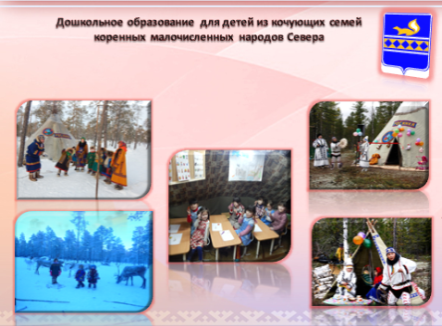 Дошкольное образование для детей из кочующих семей
коренных малочисленных народов Севера